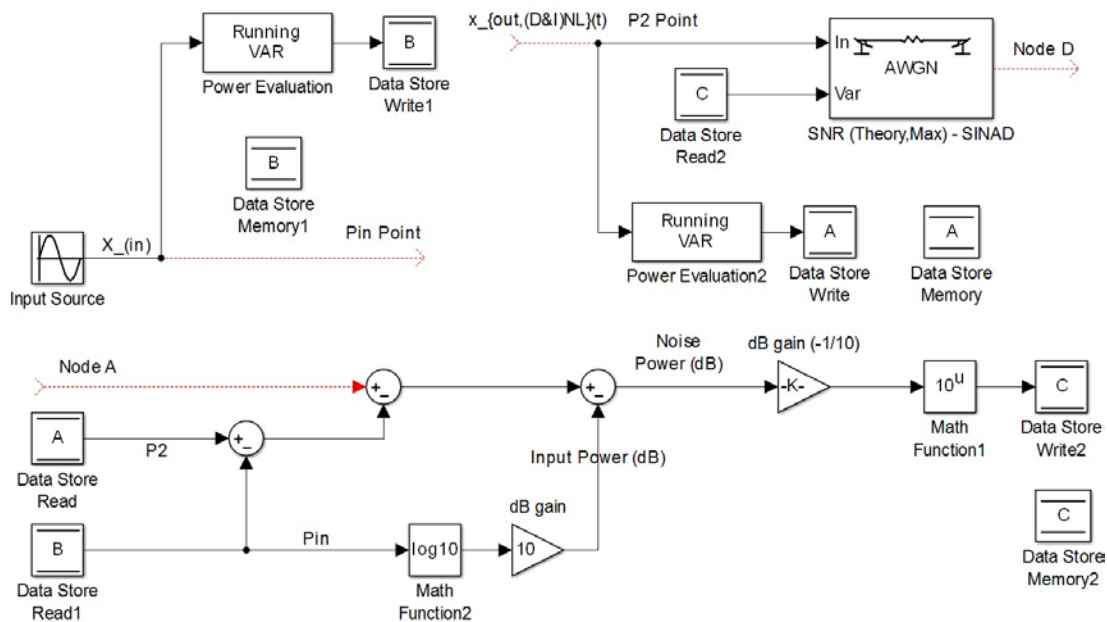 Running
VAR
Power Evaluation
B
Data Store
Write1
B
Data Store
Memory1
X_(in)
Pin Point
Input Source
x_{out,(D&I)NL}(t)
P2 Point
In
AWGN
Var
Node D
SNR (Theory,Max) - SINAD
C
Data Store
Read2
Running
VAR
Power Evaluation2
A
Data Store
Write
A
Data Store
Memory
Node A
Noise
Power (dB)
dB gain (-1/10)
-K-
10^u
Math
Function1
C
Data Store
Write2
A
Data Store
Read
P2
Input Power (dB)
B
Data Store
Read1
Pin
log10
Math
Function2
dB gain
10
C
Data Store
Memory2